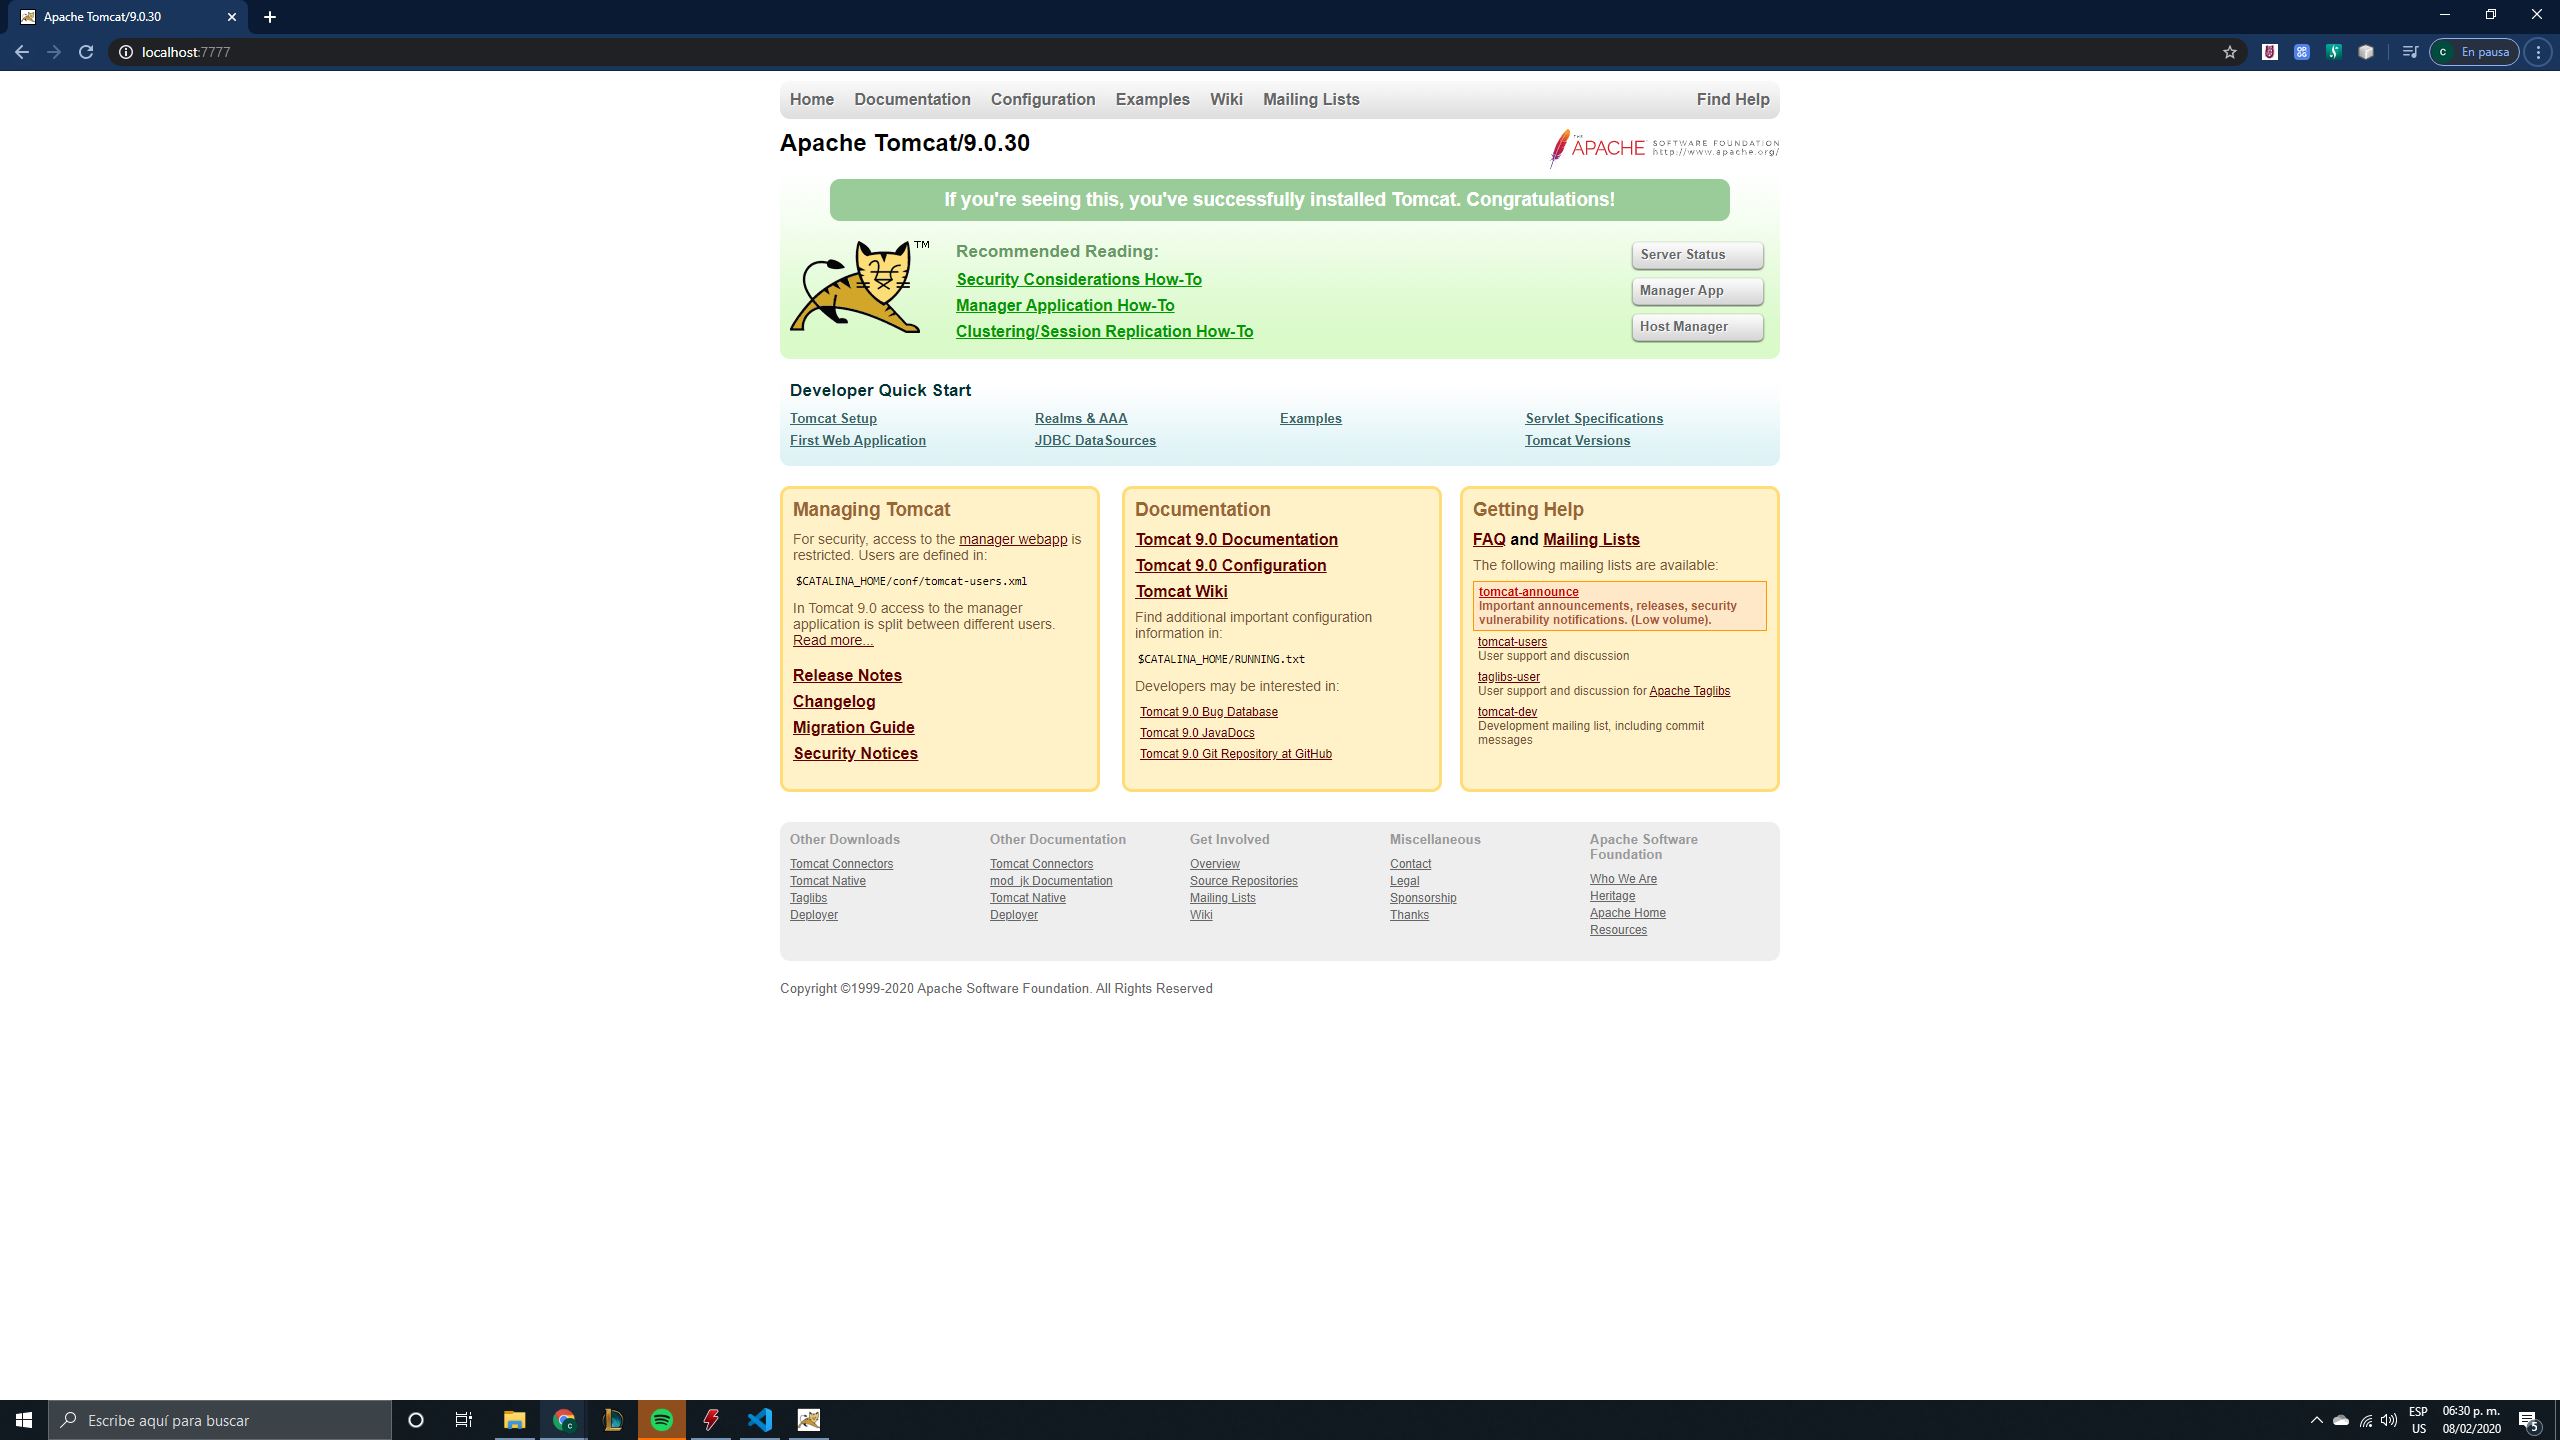 Apache Tomcat/9.0.30
localhost:7777
En pausa
Home Documentation Configuration Examples Wiki Mailing Lists Find Help
Apache Tomcat/9.0.30
THE APACHE SOFTWARE FOUNDATION
http://www.apache.org/
If you're seeing this, you've successfully installed Tomcat. Congratulations!
TM
Recommended Reading:
Security Considerations How-To
Manager Application How-To
Clustering/Session Replication How-To
Server Status
Manager App
Host Manager
Developer Quick Start
Tomcat Setup
First Web Application
Realms & AAA
JDBC DataSources
Examples
Servlet Specifications
Tomcat Versions
Managing Tomcat
For security, access to the manager webapp is
restricted. Users are defined in:
$CATALINA_HOME/conf/tomcat-users.xml
In Tomcat 9.0 access to the manager
application is split between different users.
Read more...
Release Notes
Changelog
Migration Guide
Security Notices
Documentation
Tomcat 9.0 Documentation
Tomcat 9.0 Configuration
Tomcat Wiki
Find additional important configuration
information in:
$CATALINA_HOME/RUNNING.txt
Developers may be interested in:
Tomcat 9.0 Bug Database
Tomcat 9.0 JavaDocs
Tomcat 9.0 Git Repository at GitHub
Getting Help
FAQ and Mailing Lists
The following mailing lists are available:
tomcat-announce
Important announcements, releases, security
vulnerability notifications. (Low volume).
tomcat-users
User support and discussion
taglibs-user
User support and discussion for Apache Taglibs
tomcat-dev
Development mailing list, including commit
messages
Other Downloads
Tomcat Connectors
Tomcat Native
Taglibs
Deployer
Other Documentation
Tomcat Connectors
mod_jk Documentation
Tomcat Native
Deployer
Get Involved
Overview
Source Repositories
Mailing Lists
Wiki
Miscellaneous
Contact
Legal
Sponsorship
Thanks
Apache Software
Foundation
Who We Are
Heritage
Apache Home
Resources
Copyright ©1999-2020 Apache Software Foundation. All Rights Reserved
Escribe aquí para buscar
ESP
US
06:30 p. m.
08/02/2020
5